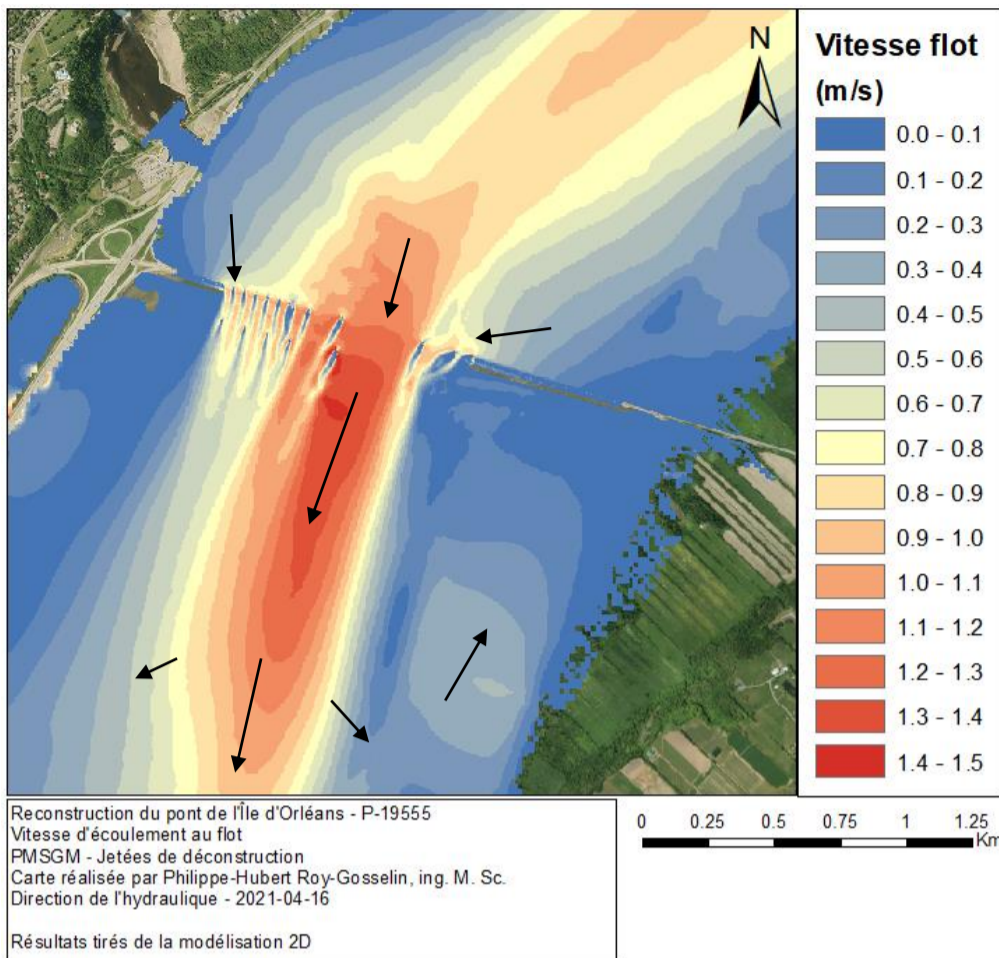 N
Vitesse flot
(m/s)
0.0 - 0.1
0.1 - 0.2
0.2 - 0.3
0.3 - 0.4
0.4 - 0.5
0.5 - 0.6
0.6 - 0.7
0.7 - 0.8
0.8 - 0.9
0.9 - 1.0
1.0 - 1.1
1.1 - 1.2
1.2 - 1.3
1.3 - 1.4
1.4 - 1.5
Reconstruction du pont de l'Île d'Orléans - P-19555
Vitesse d'écoulement au flot
PMSGM - Jetées de déconstruction
Carte réalisée par Philippe-Hubert Roy-Gosselin, ing. M. Sc.
Direction de l'hydraulique - 2021-04-16
Résultats tirés de la modélisation 2D
0 0.25 0.5 0.75 1 1.25
Km